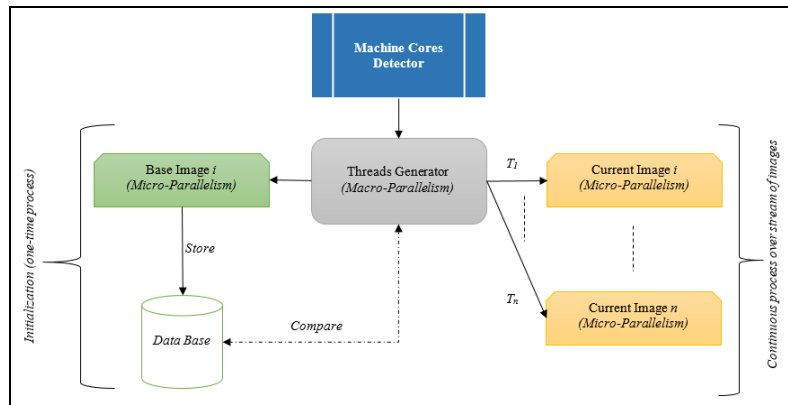 Machine Cores
Detector
Initialization (one-time process)
Base Image i
(Micro-Parallelism)
Threads Generator
(Macro-Parallelism)
T1
Current Image i
(Micro-Parallelism)
Store
Tn
Current Image n
(Micro-Parallelism)
Data Base
Compare
Continuous process over stream of images